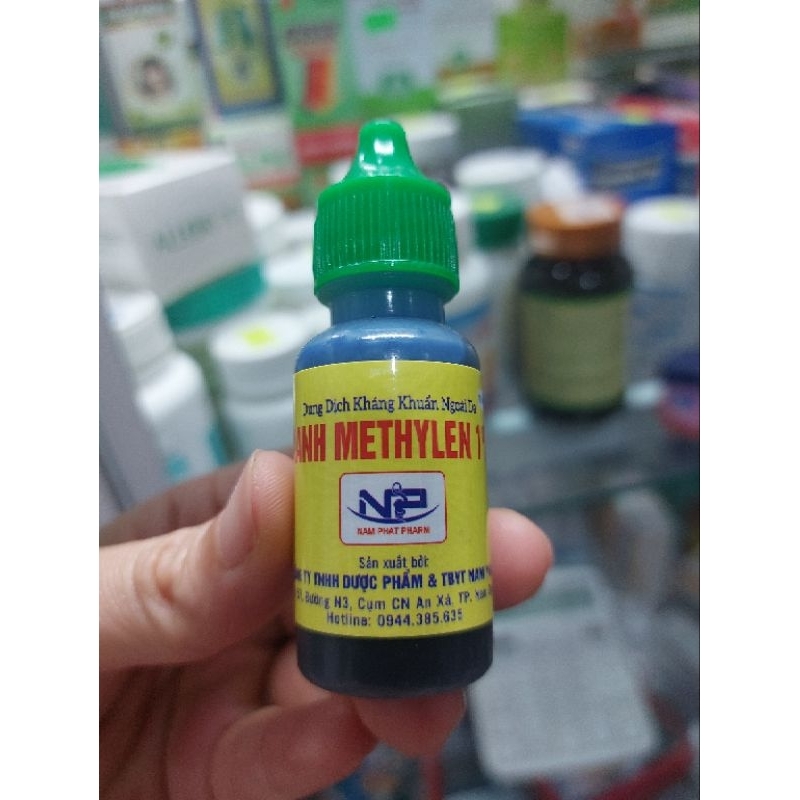 Dung Dịch Kháng Khuẩn Ngoài Da
ANH METHYLEN 1
NP
NAM PHAT PHARM
Sản xuất bởi:
TY TNHH DƯỢC PHẨM & TBYT NAM
Đường N3, Cụm CN An Xá, TP. Nam
Hotline: 0944.385.635